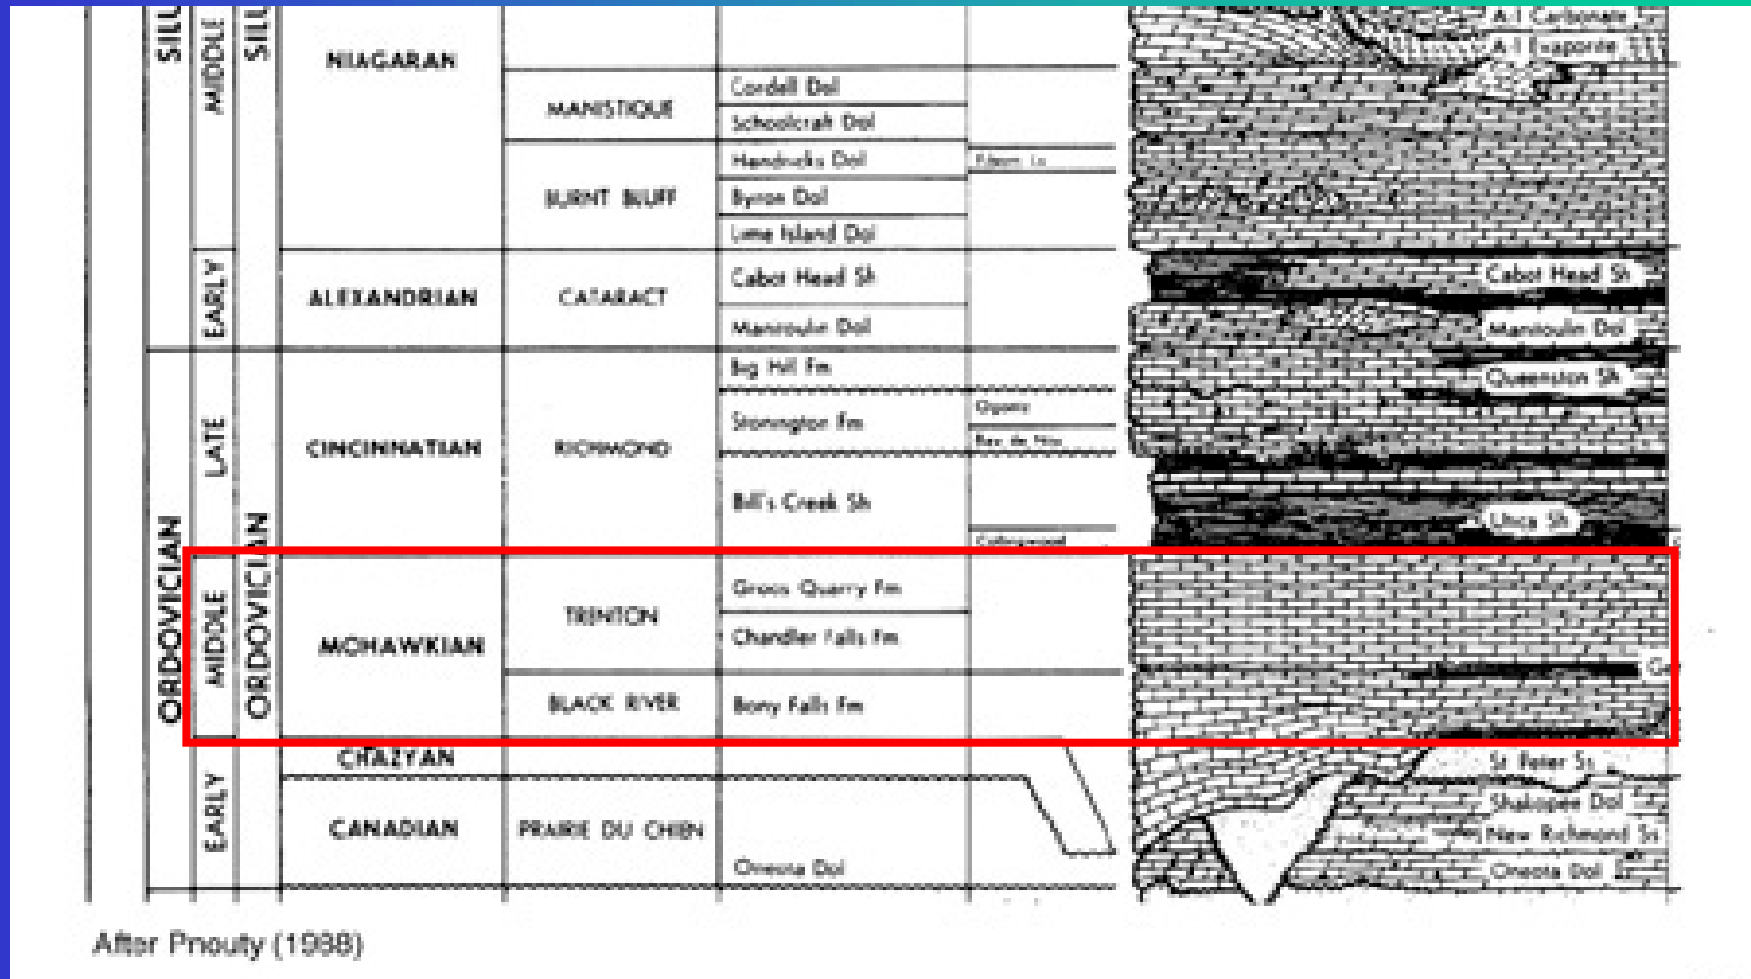 SIL
MIDDLE
SIL
NIAGARAN
MANISTIQUE
Cordell Dol
Schoolcraft Dol
BURNT BLUFF
Hendricks Dol
Byron Dol
Lime Island Dol
EARLY
ALEXANDRIAN
CATARACT
Cabot Head Sh
Manitoulin Dol
ORDOVICIAN
LATE
ORDOVICIAN
CINCINNATIAN
RICHMOND
Big Hill Fm
Stonington Fm
Bill's Creek Sh
Collingwood
MIDDLE
MOHAWKIAN
TRENTON
Groos Quarry Fm
Chandler Falls Fm
BLACK RIVER
Bony Falls Fm
EARLY
CHAZYAN
CANADIAN
PRAIRIE DU CHIEN
Oneota Dol
A-1 Carbonate
A-1 Evaporite
Cabot Head Sh
Manitoulin Dol
Queenston Sh
Utica Sh
St Peter Ss
Shakopee Dol
New Richmond Ss
Oneota Dol
After Prouty (1988)